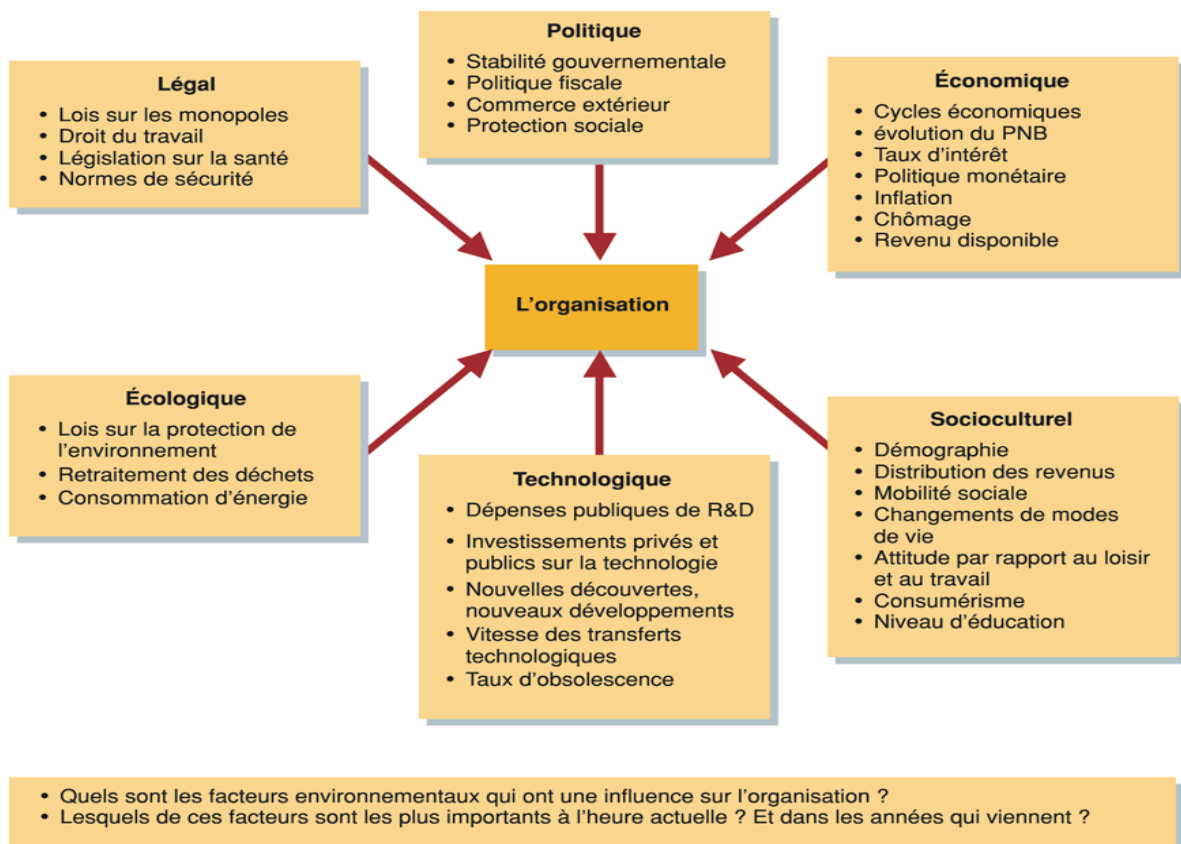 Politique
• Stabilité gouvernementale
• Politique fiscale
• Commerce extérieur
• Protection sociale
Légal
• Lois sur les monopoles
• Droit du travail
• Législation sur la santé
• Normes de sécurité
Économique
• Cycles économiques
• évolution du PNB
• Taux d'intérêt
• Politique monétaire
• Inflation
• Chômage
• Revenu disponible
L'organisation
Écologique
• Lois sur la protection de
l'environnement
• Retraitement des déchets
• Consommation d'énergie
Technologique
• Dépenses publiques de R&D
• Investissements privés et
publics sur la technologie
• Nouvelles découvertes,
nouveaux développements
• Vitesse des transferts
technologiques
• Taux d'obsolescence
Socioculturel
• Démographie
• Distribution des revenus
• Mobilité sociale
• Changements de modes
de vie
• Attitude par rapport au loisir
et au travail
• Consumérisme
• Niveau d'éducation
• Quels sont les facteurs environnementaux qui ont une influence sur l'organisation ?
• Lesquels de ces facteurs sont les plus importants à l'heure actuelle ? Et dans les années qui viennent ?